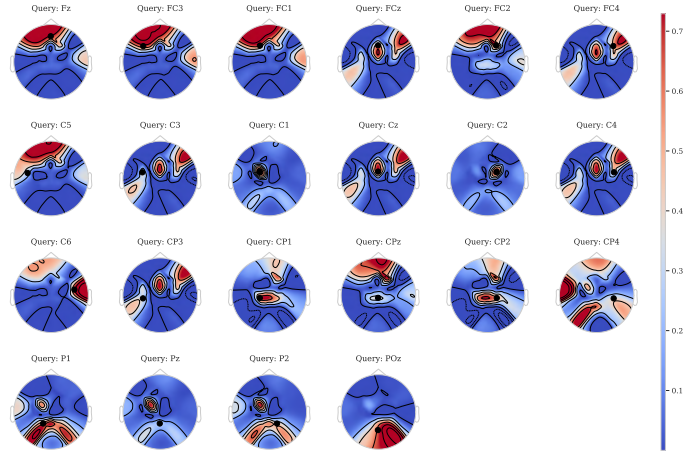 Query: Fz
Query: FC3
Query: FC1
Query: FCz
Query: FC2
Query: FC4
0.7
0.6
Query: C5
Query: C3
Query: C1
Query: Cz
Query: C2
Query: C4
0.5
0.4
Query: C6
Query: CP3
Query: CP1
Query: CPz
Query: CP2
Query: CP4
0.3
0.2
Query: P1
Query: Pz
Query: P2
Query: POz
0.1